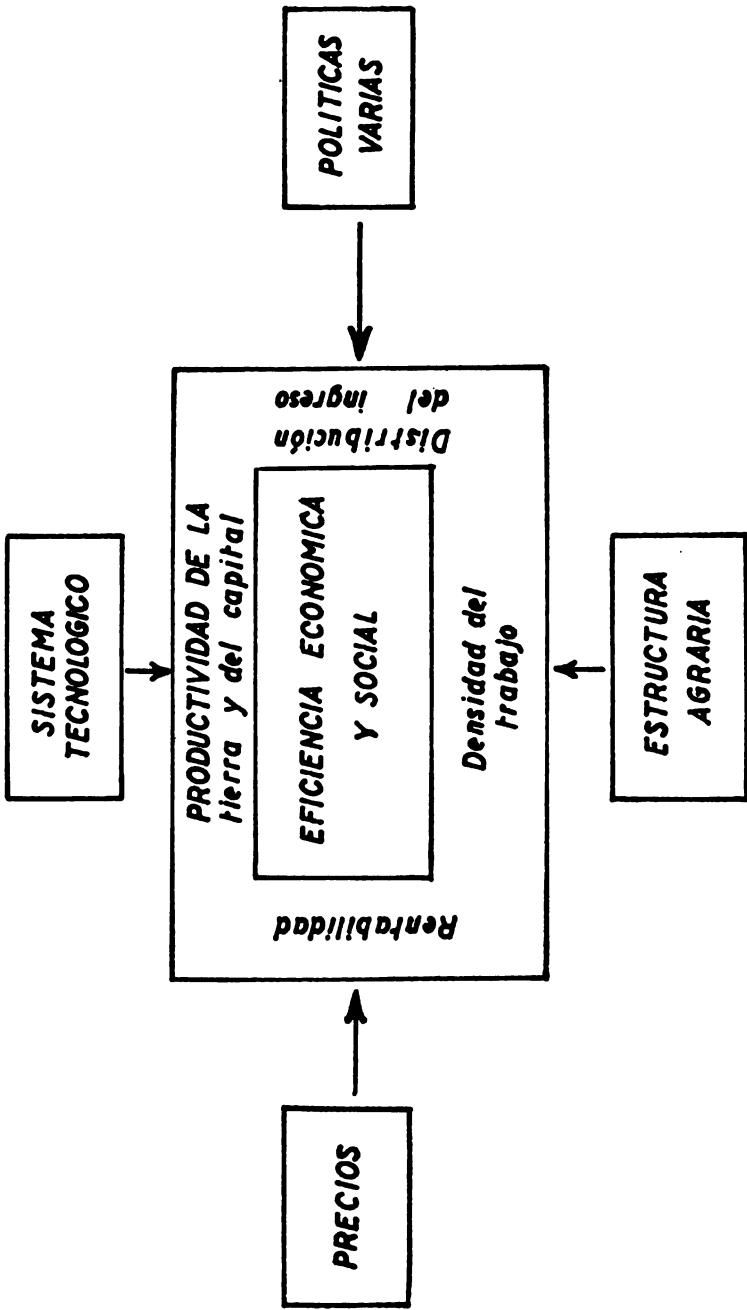 SISTEMA
TECNOLOGICO
PRECIOS
Rentabilidad
PRODUCTIVIDAD DE LA
tierra y del capital
EFICIENCIA ECONOMICA
Y SOCIAL
Densidad del
trabajo
Distribución
del ingreso
POLITICAS
VARIAS
ESTRUCTURA
AGRARIA